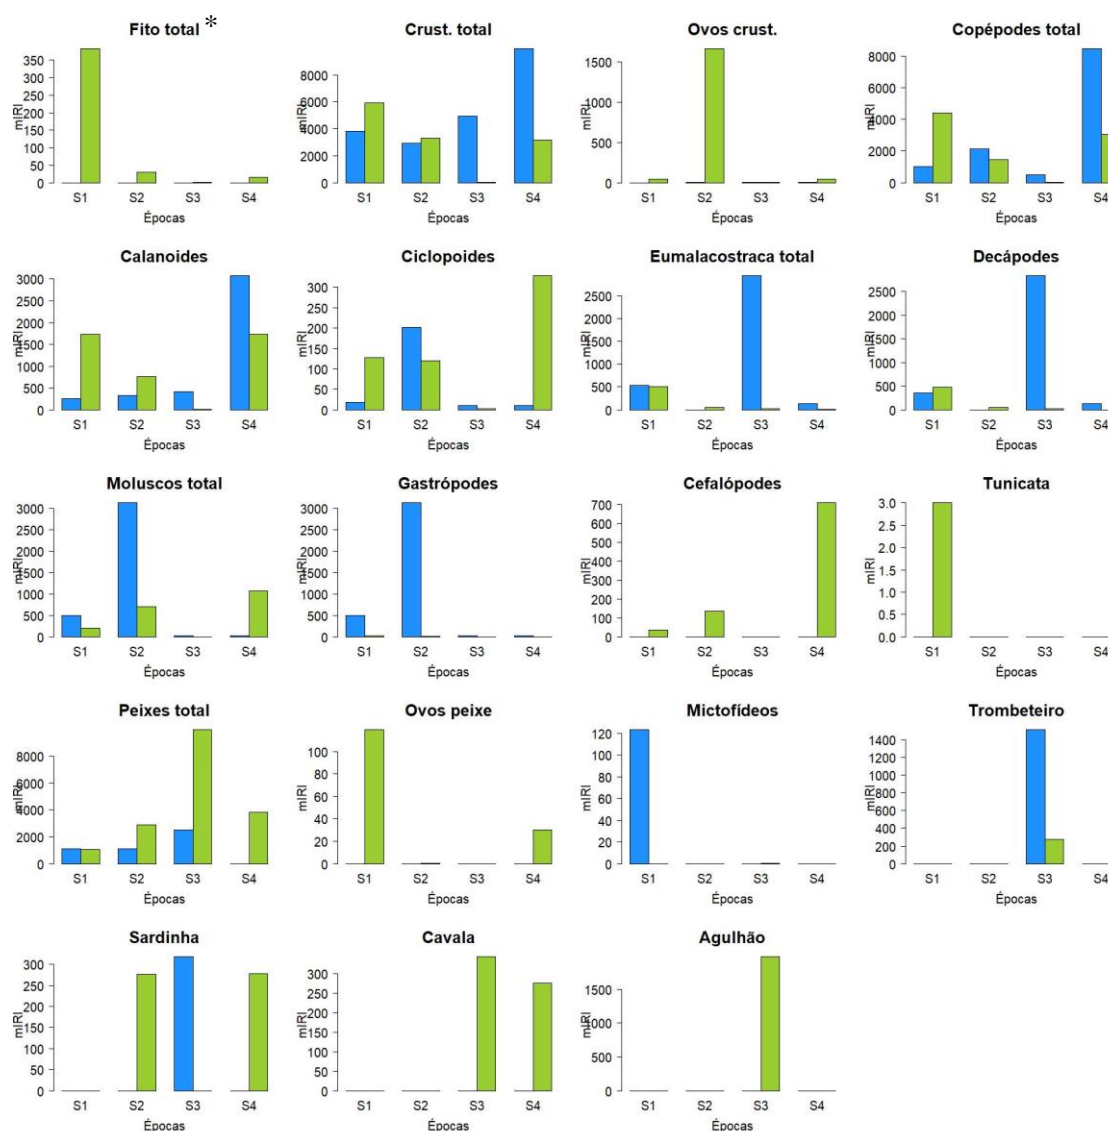 Fito total *
350
300
250
200
150
100
50
0
mIRI
S1 S2 S3 S4
Épocas
Crust. total
8000
6000
4000
2000
0
mIRI
S1 S2 S3 S4
Épocas
Ovos crust.
1500
1000
500
0
mIRI
S1 S2 S3 S4
Épocas
Copépodes total
8000
6000
4000
2000
0
mIRI
S1 S2 S3 S4
Épocas
Calanoides
3000
2500
2000
1500
1000
500
0
mIRI
S1 S2 S3 S4
Épocas
Ciclopoides
300
250
200
150
100
50
0
mIRI
S1 S2 S3 S4
Épocas
Eumalacostraca total
2500
2000
1500
1000
500
0
mIRI
S1 S2 S3 S4
Épocas
Decápodes
2500
2000
1500
1000
500
0
mIRI
S1 S2 S3 S4
Épocas
Moluscos total
3000
2500
2000
1500
1000
500
0
mIRI
S1 S2 S3 S4
Épocas
Gastrópodes
3000
2500
2000
1500
1000
500
0
mIRI
S1 S2 S3 S4
Épocas
Cefalópodes
700
600
500
400
300
200
100
0
mIRI
S1 S2 S3 S4
Épocas
Tunicata
3.0
2.5
2.0
1.5
1.0
0.5
0.0
mIRI
S1 S2 S3 S4
Épocas
Peixes total
8000
6000
4000
2000
0
mIRI
S1 S2 S3 S4
Épocas
Ovos peixe
100
80
60
40
20
0
mIRI
S1 S2 S3 S4
Épocas
Mictofídeos
120
100
80
60
40
20
0
mIRI
S1 S2 S3 S4
Épocas
Trombeteiro
1400
1200
1000
800
600
400
200
0
mIRI
S1 S2 S3 S4
Épocas
Sardinha
300
250
200
150
100
50
0
mIRI
S1 S2 S3 S4
Épocas
Cavala
300
250
200
150
100
50
0
mIRI
S1 S2 S3 S4
Épocas
Agulhão
1500
1000
500
0
mIRI
S1 S2 S3 S4
Épocas